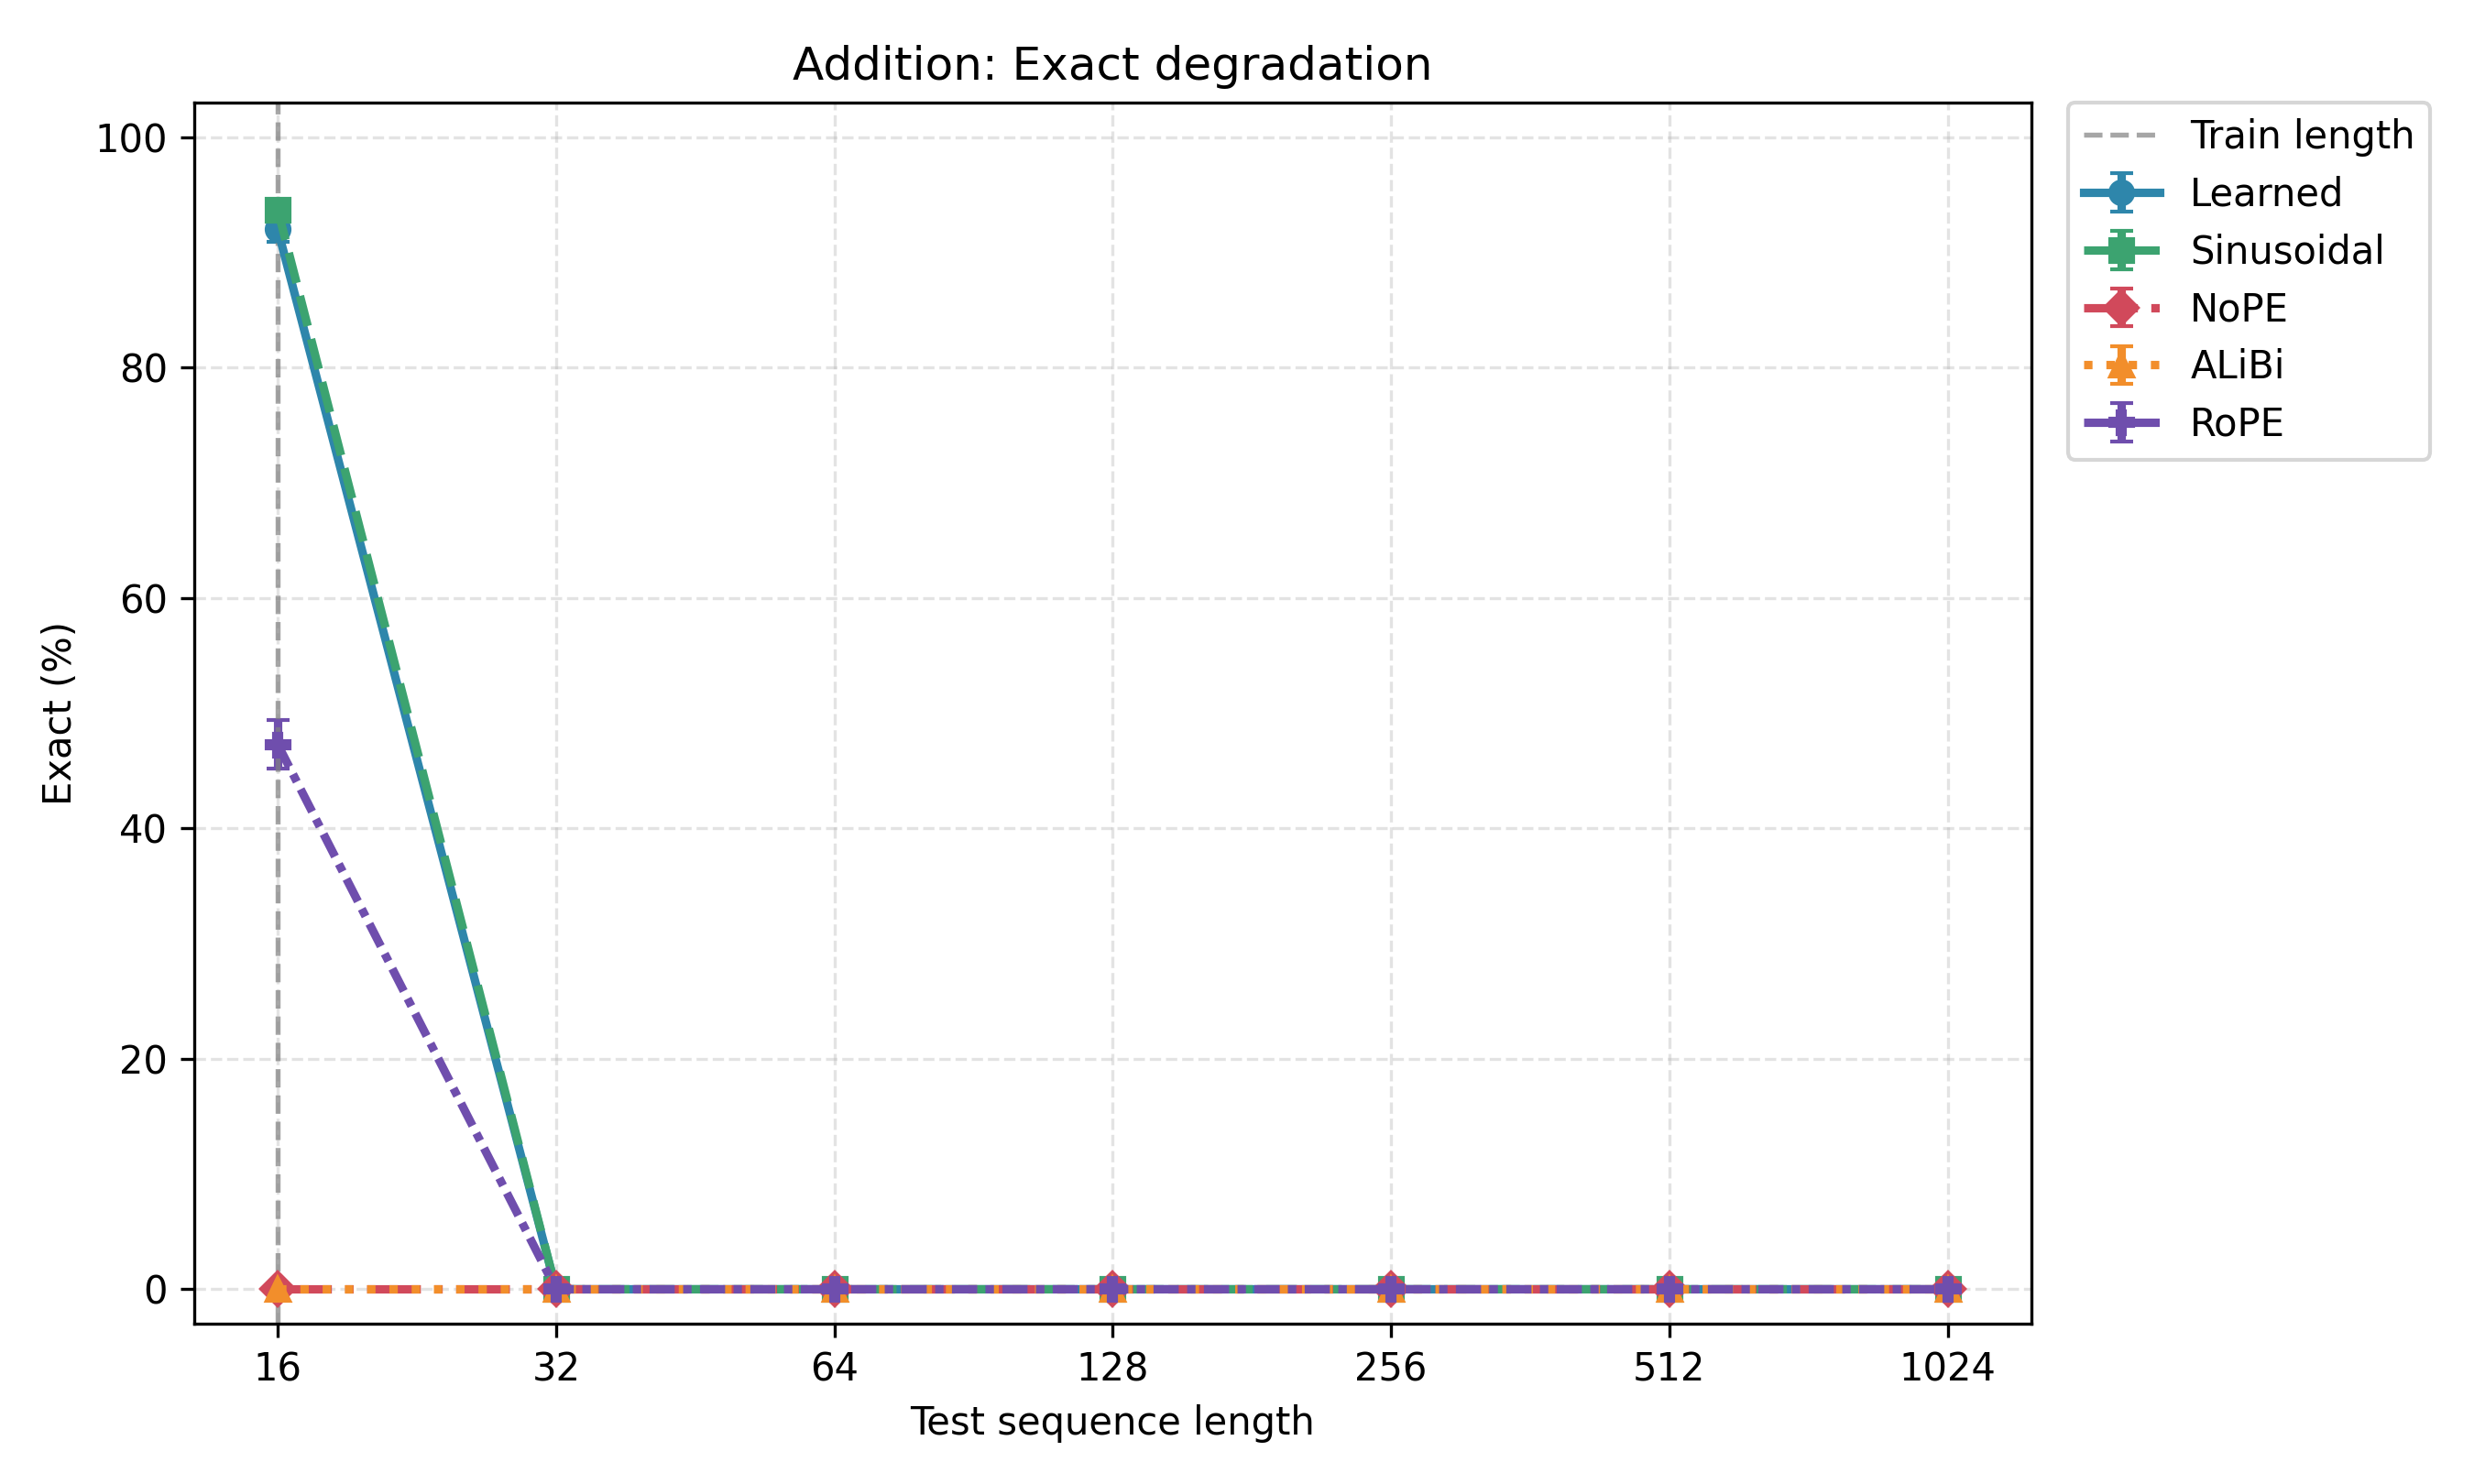 Addition: Exact degradation
100
80
60
40
20
0
Exact (%)
16
32
64
128
256
512
1024
Test sequence length
Train length
Learned
Sinusoidal
NoPE
ALiBi
RoPE